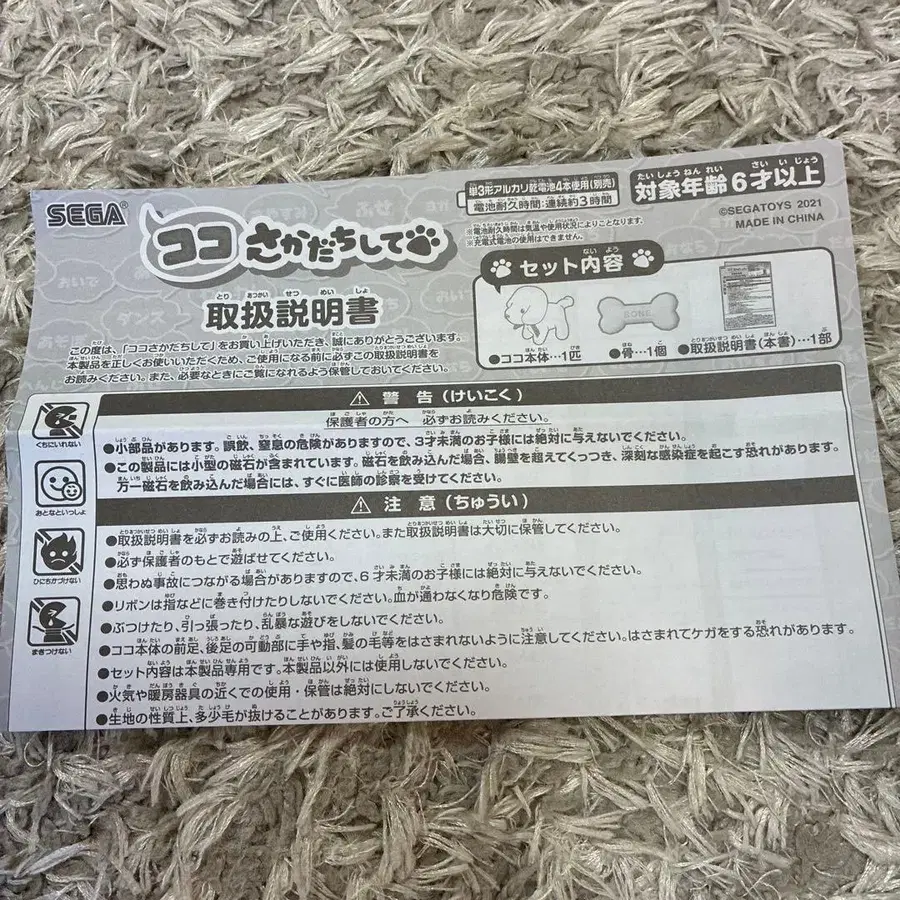 SEGA®
ココ さかだちして
取扱説明書
単3形アルカリ乾電池4本使用(別売)
電池耐久時間:連続約3時間
※電池耐久時間は気温や使用状況によりことなります。
※充電式電池の使用はできません。
対象年齢6才以上
©SEGATOYS 2021
MADE IN CHINA
この度は、「ココさかだちして」をお買い上げいただき、誠にありがとうございます。
本製品を正しくお使いいただくため、ご使用になる前に必ずこの取扱説明書を
お読みください。また、必要なときにご覧になれるよう保管しておいてください。
セット内容
BONE
●ココ本体…1匹
●骨…1個
●取扱説明書(本書)…1部
⚠ 警告(けいこく)
保護者の方へ 必ずお読みください。
●小部品があります。誤飲、窒息の危険がありますので、3才未満のお子様には絶対に与えないでください。
●この製品には小型の磁石が含まれています。磁石を飲み込んだ場合、腸壁を超えてくっつき、深刻な感染症を起こす恐れがあります。
万一磁石を飲み込んだ場合には、すぐに医師の診察を受けてください。
⚠ 注意(ちゅうい)
●取扱説明書を必ずお読みの上、ご使用ください。また取扱説明書は大切に保管してください。
●必ず保護者のもとで遊ばせてください。
●思わぬ事故につながる場合がありますので、6才未満のお子様には絶対に与えないでください。
●リボンは指などに巻き付けたりしないでください。血が通わなくなり危険です。
●ぶつけたり、引っ張ったり、乱暴な遊びをしないでください。
●ココ本体の前足、後足の可動部に手や指、髪の毛等をはさまれないように注意してください。はさまれてケガをする恐れがあります。
●セット内容は本製品専用です。本製品以外には使用しないでください。
●火気や暖房器具の近くでの使用・保管は絶対にしないでください。
●生地の性質上、多少毛が抜けることがあります。ご了承ください。
くちにいれない
おとなといっしょ
ひにちかづけない
まきつけない